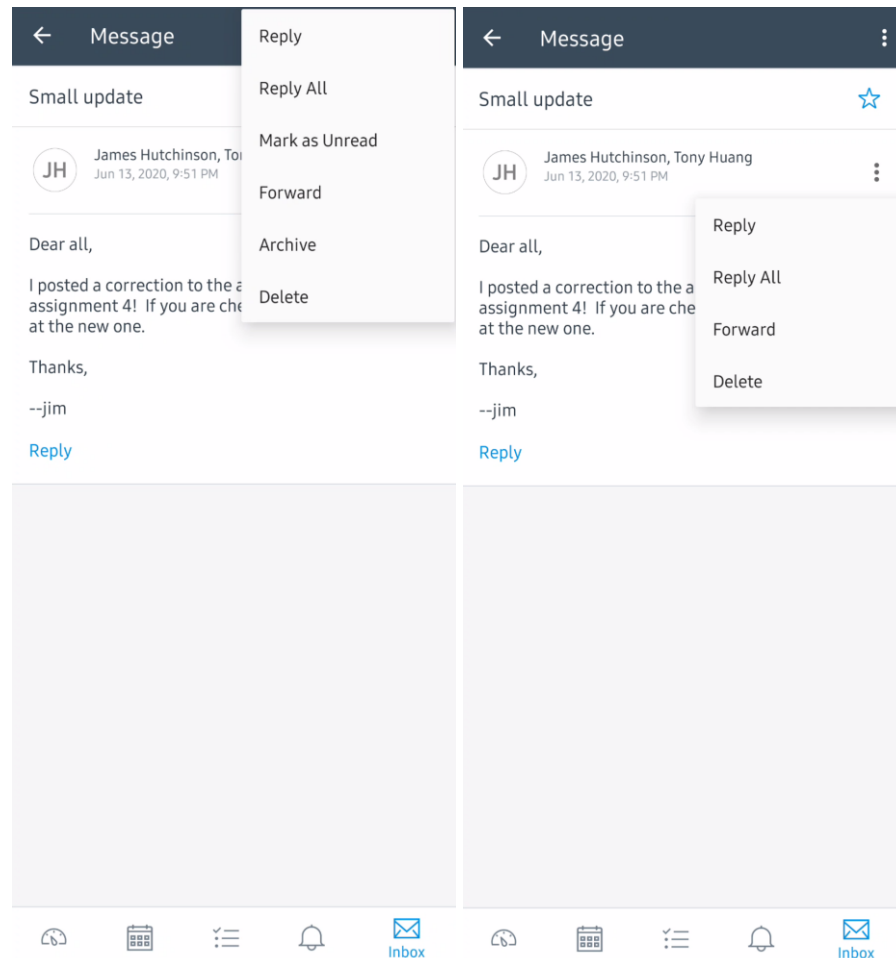 Message
Reply
Reply All
Mark as Unread
Forward
Archive
Delete
Small update
JH
James Hutchinson, To
Jun 13, 2020, 9:51 PM
Dear all,
I posted a correction to the a
assignment 4! If you are che
at the new one.
Thanks,
--jim
Reply
Inbox
Message
Small update
JH
James Hutchinson, Tony Huang
Jun 13, 2020, 9:51 PM
Reply
Reply All
Forward
Delete
Dear all,
I posted a correction to the a
assignment 4! If you are che
at the new one.
Thanks,
--jim
Reply
Inbox